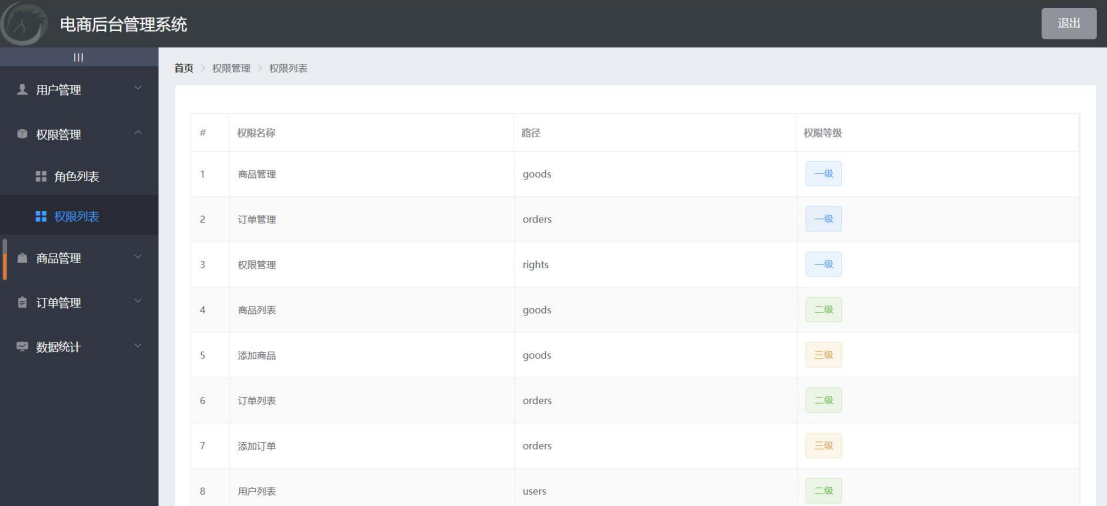 电商后台管理系统
退出
|||
用户管理
权限管理
角色列表
权限列表
商品管理
订单管理
数据统计
首页 > 权限管理 > 权限列表
# 权限名称 路径 权限等级
1 商品管理 goods 一级
2 订单管理 orders 一级
3 权限管理 rights 一级
4 商品列表 goods 二级
5 添加商品 goods 三级
6 订单列表 orders 二级
7 添加订单 orders 三级
8 用户列表 users 二级